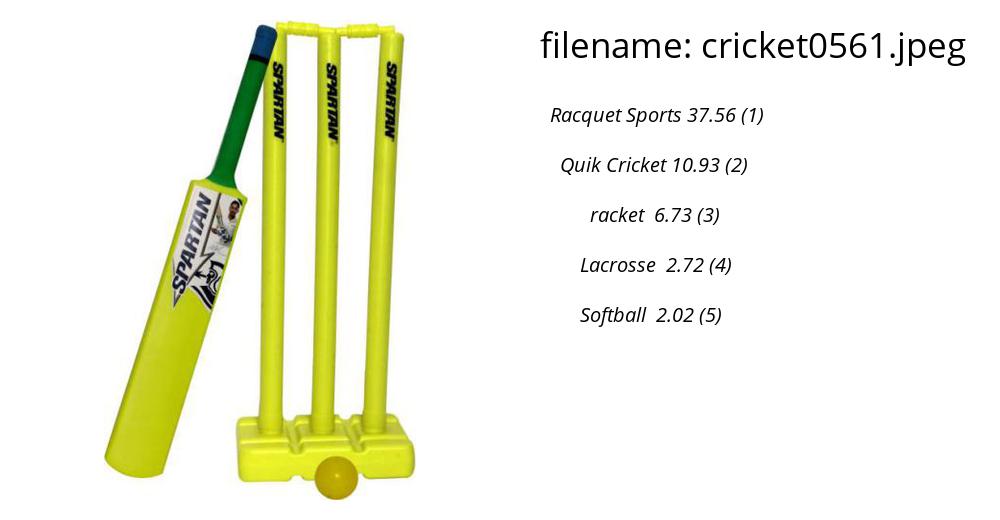 filename: cricket0561.jpeg
Racquet Sports 37.56 (1)
Quik Cricket 10.93 (2)
racket 6.73 (3)
Lacrosse 2.72 (4)
Softball 2.02 (5)
SPARTAN
SPARTAN
SPARTAN
SPARTAN